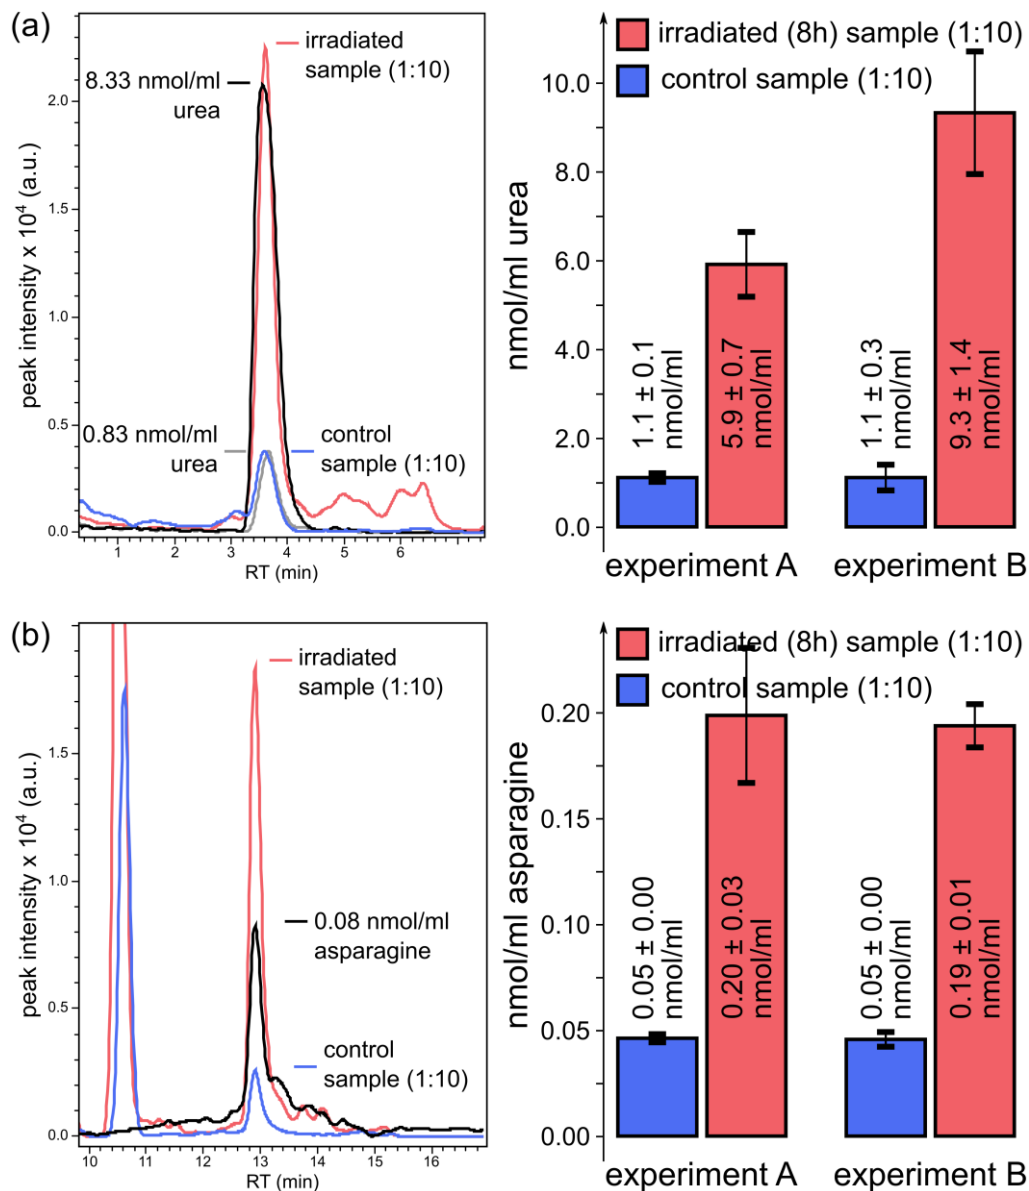 (a)
irradiated
sample (1:10)
8.33 nmol/ml
urea
0.83 nmol/ml
urea
control
sample (1:10)
peak intensity x 10⁴ (a.u.)
2.0
1.5
1.0
0.5
0.0
1 2 3 4 5 6
RT (min)
irradiated (8h) sample (1:10)
control sample (1:10)
nmol/ml urea
10.0
8.0
6.0
4.0
2.0
0.0
1.1 ± 0.1
nmol/ml
5.9 ± 0.7
nmol/ml
1.1 ± 0.3
nmol/ml
9.3 ± 1.4
nmol/ml
experiment A experiment B
(b)
irradiated
sample (1:10)
0.08 nmol/ml
asparagine
control
sample (1:10)
peak intensity x 10⁴ (a.u.)
1.5
1.0
0.5
0.0
10 11 12 13 14 15 16
RT (min)
irradiated (8h) sample (1:10)
control sample (1:10)
nmol/ml asparagine
0.20
0.15
0.10
0.05
0.00
0.05 ± 0.00
nmol/ml
0.20 ± 0.03
nmol/ml
0.05 ± 0.00
nmol/ml
0.19 ± 0.01
nmol/ml
experiment A experiment B